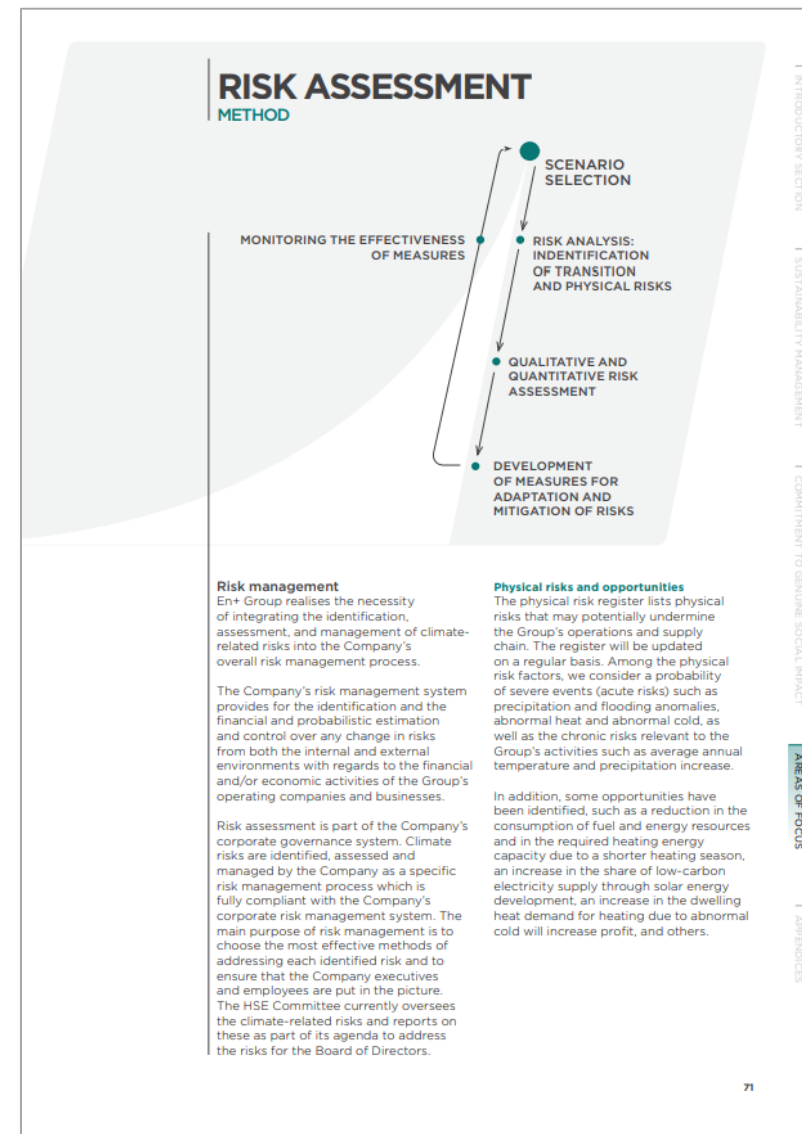 RISK ASSESSMENT
METHOD
SCENARIO
SELECTION
MONITORING THE EFFECTIVENESS
OF MEASURES
RISK ANALYSIS:
INDENTIFICATION
OF TRANSITION
AND PHYSICAL RISKS
QUALITATIVE AND
QUANTITATIVE RISK
ASSESSMENT
DEVELOPMENT
OF MEASURES FOR
ADAPTATION AND
MITIGATION OF RISKS
Risk management
En+ Group realises the necessity
of integrating the identification,
assessment, and management of climate-
related risks into the Company's
overall risk management process.
The Company's risk management system
provides for the identification and the
financial and probabilistic estimation
and control over any change in risks
from both the internal and external
environments with regards to the financial
and/or economic activities of the Group's
operating companies and businesses.
Risk assessment is part of the Company's
corporate governance system. Climate
risks are identified, assessed and
managed by the Company as a specific
risk management process which is
fully compliant with the Company's
corporate risk management system. The
main purpose of risk management is to
choose the most effective methods of
addressing each identified risk and to
ensure that the Company executives
and employees are put in the picture.
The HSE Committee currently oversees
the climate-related risks and reports on
these as part of its agenda to address
the risks for the Board of Directors.
Physical risks and opportunities
The physical risk register lists physical
risks that may potentially undermine
the Group's operations and supply
chain. The register will be updated
on a regular basis. Among the physical
risk factors, we consider a probability
of severe events (acute risks) such as
precipitation and flooding anomalies,
abnormal heat and abnormal cold, as
well as the chronic risks relevant to the
Group's activities such as average annual
temperature and precipitation increase.
In addition, some opportunities have
been identified, such as a reduction in the
consumption of fuel and energy resources
and in the required heating energy
capacity due to a shorter heating season,
an increase in the share of low-carbon
electricity supply through solar energy
development, an increase in the dwelling
heat demand for heating due to abnormal
cold will increase profit, and others.
INTRODUCTORY SECTION
SUSTAINABILITY MANAGEMENT
COMMITMENT TO GENUINE SOCIAL IMPACT
AREAS OF FOCUS
APPENDICES
71